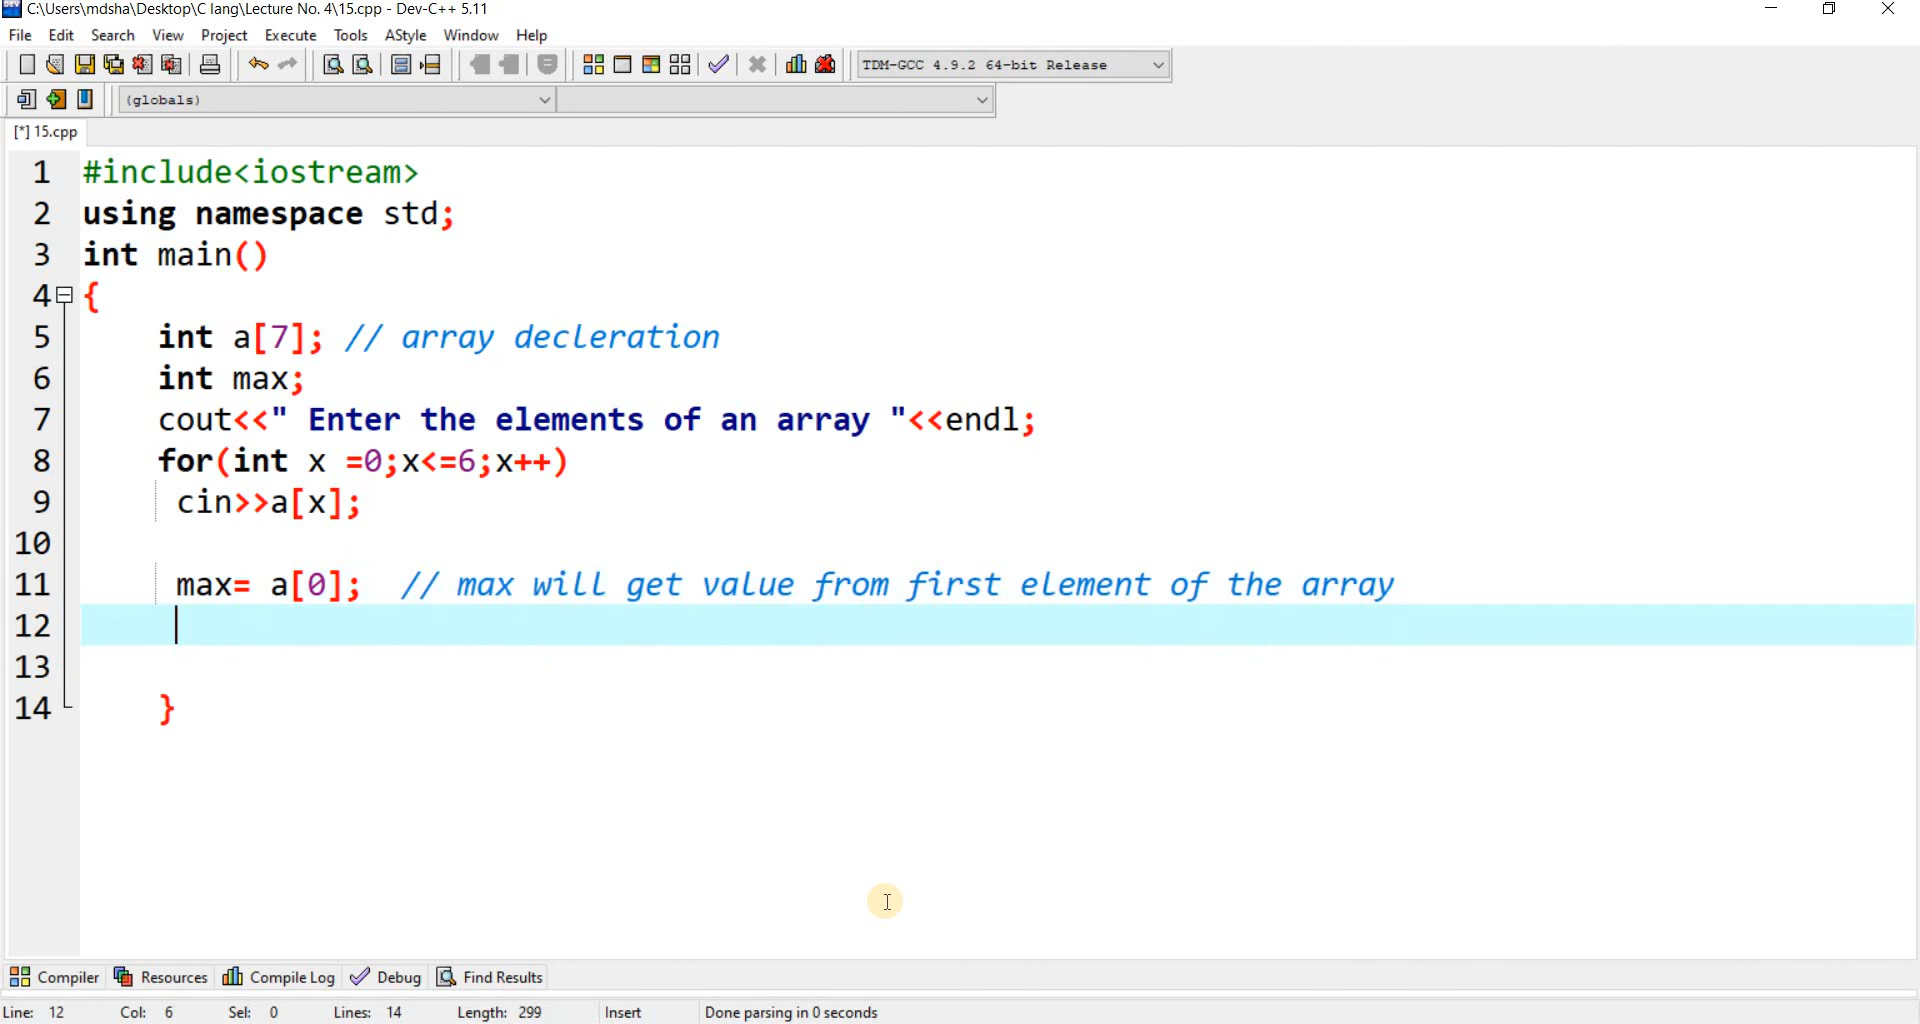 C:\Users\mdsha\Desktop\C lang\Lecture No. 4\15.cpp - Dev-C++ 5.11
File Edit Search View Project Execute Tools AStyle Window Help
TDM-GCC 4.9.2 64-bit Release
(globals)
[*] 15.cpp
1 #include<iostream>
2 using namespace std;
3 int main()
4 {
5 int a[7]; // array decleration
6 int max;
7 cout<<" Enter the elements of an array "<<endl;
8 for(int x =0;x<=6;x++)
9 cin>>a[x];
10
11 max= a[0]; // max will get value from first element of the array
12
13
14 }
Compiler Resources Compile Log Debug Find Results
Line: 12 Col: 6 Sel: 0 Lines: 14 Length: 299 Insert Done parsing in 0 seconds